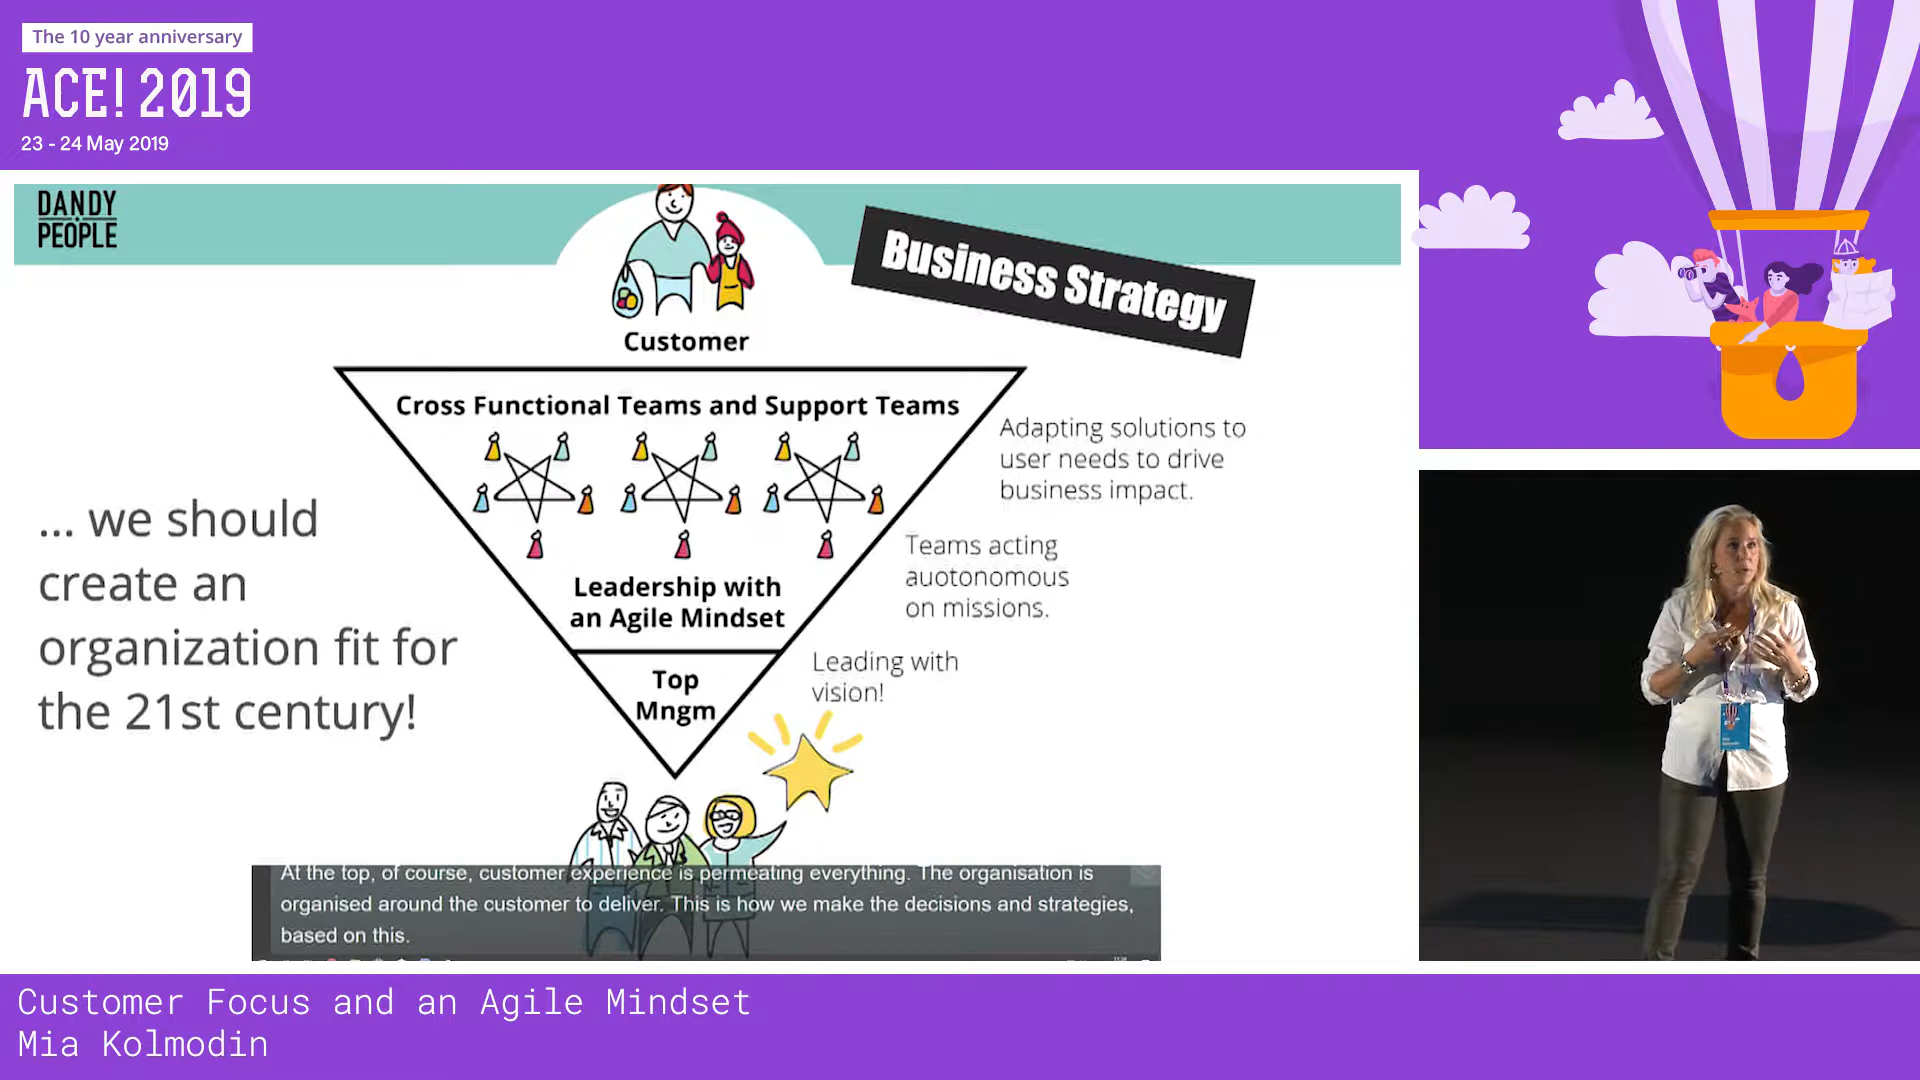 The 10 year anniversary
ACE! 2019
23 - 24 May 2019
DANDY
PEOPLE
Business Strategy
Customer
Cross Functional Teams and Support Teams
Adapting solutions to
user needs to drive
business impact.
... we should
create an
organization fit for
the 21st century!
Teams acting
auotonomous
on missions.
Leadership with
an Agile Mindset
Leading with
vision!
Top
Mngm
At the top, of course, customer experience is permeating everything. The organisation is
organised around the customer to deliver. This is how we make the decisions and strategies,
based on this.
Customer Focus and an Agile Mindset
Mia Kolmodin